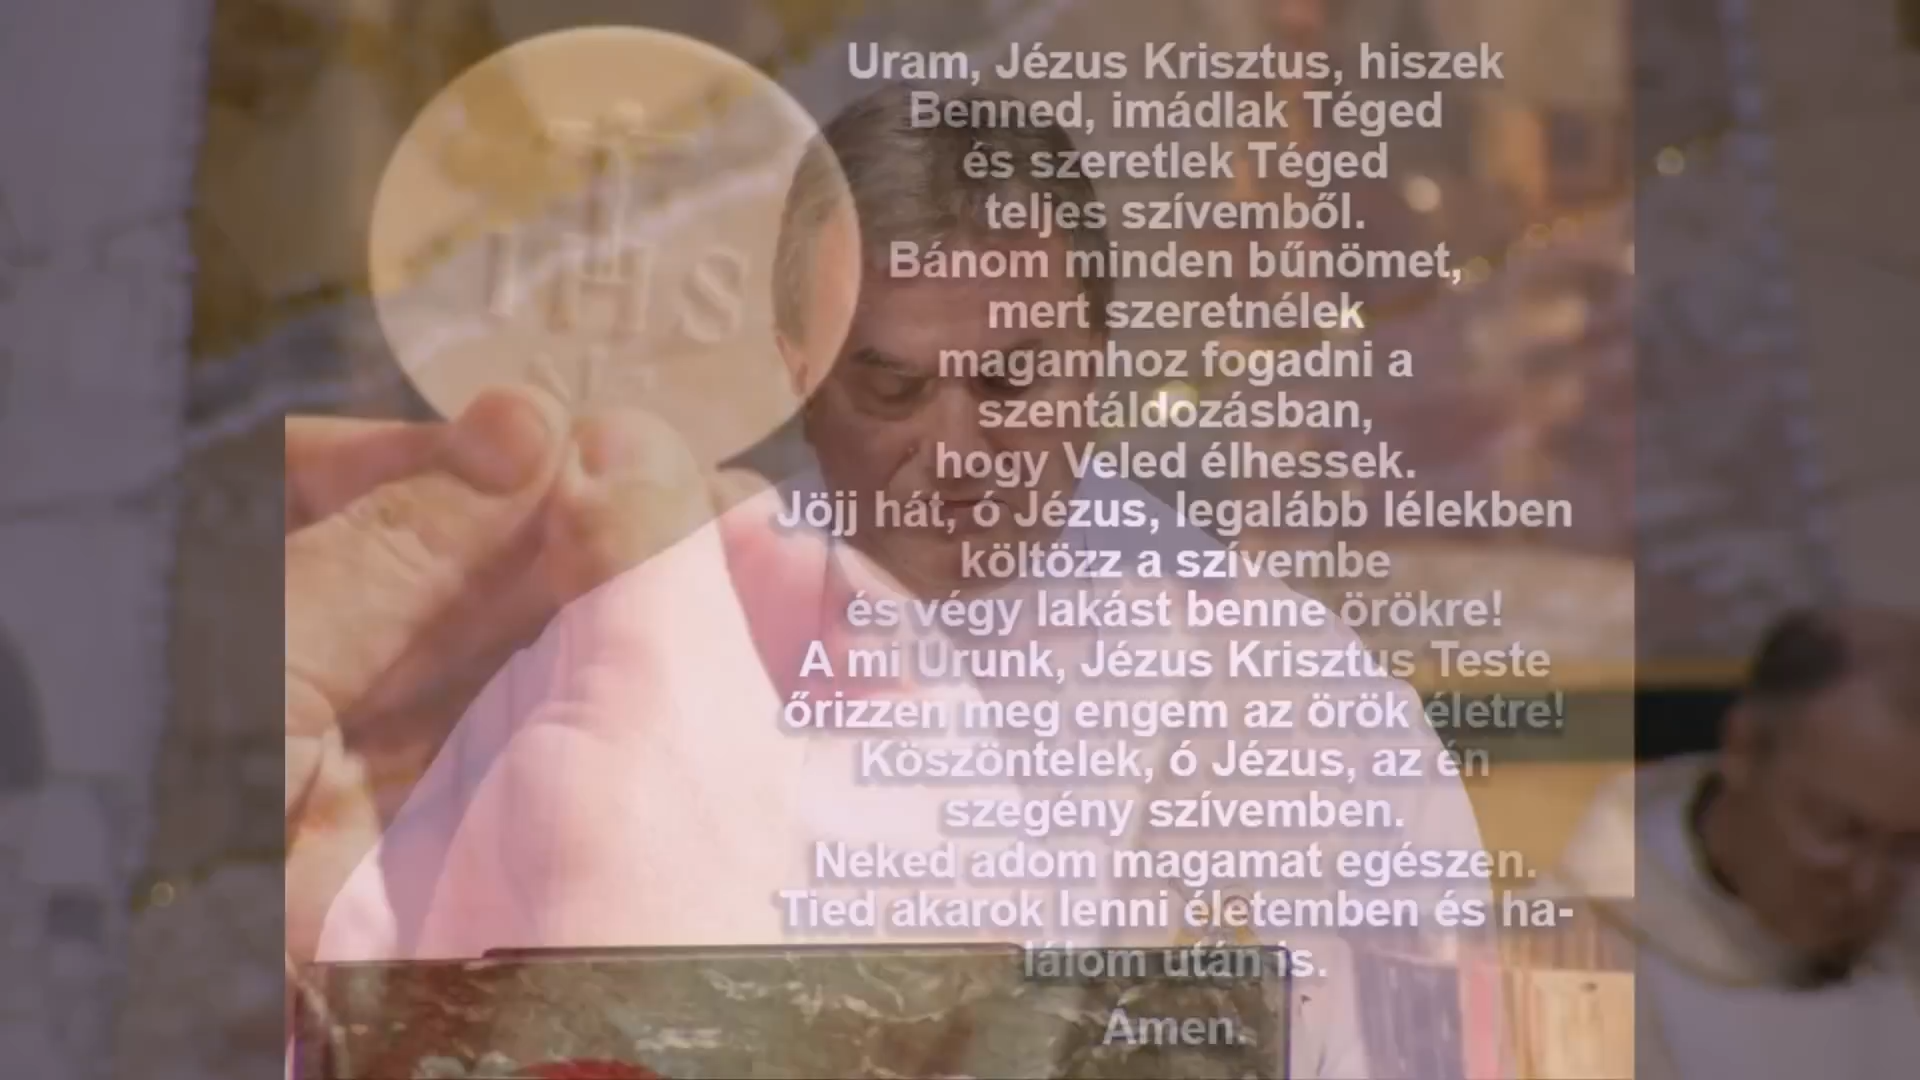 IHS
Uram, Jézus Krisztus, hiszek
Benned, imádlak Téged
és szeretlek Téged
teljes szívemből.
Bánom minden bűnömet,
mert szeretnélek
magamhoz fogadni a
szentáldozásban,
hogy Veled élhessek.
Jöjj hát, ó Jézus, legalább lélekben
költözz a szívembe
és végy lakást benne örökre!
A mi Urunk, Jézus Krisztus Teste
őrizzen meg engem az örök életre!
Köszöntelek, ó Jézus, az én
szegény szívemben.
Neked adom magamat egészen.
Tied akarok lenni életemben és ha-
lálom után is.
Ámen.